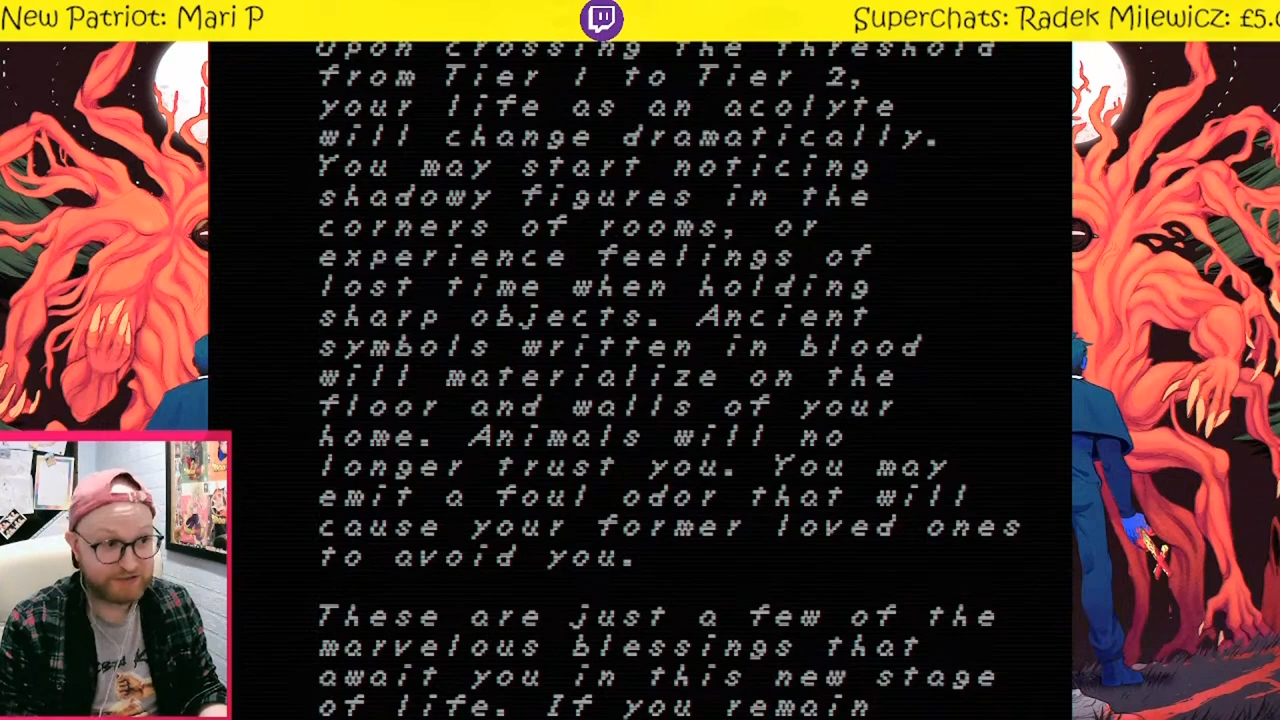 New Patriot: Mari P
Superchats: Radek Milewicz: £5.
Upon crossing the threshold
from Tier 1 to Tier 2,
your life as an acolyte
will change dramatically.
You may start noticing
shadowy figures in the
corners of rooms, or
experience feelings of
lost time when holding
sharp objects. Ancient
symbols written in blood
will materialize on the
floor and walls of your
home. Animals will no
longer trust you. You may
emit a foul odor that will
cause your former loved ones
to avoid you.
These are just a few of the
marvelous blessings that
await you in this new stage
of life. If you remain